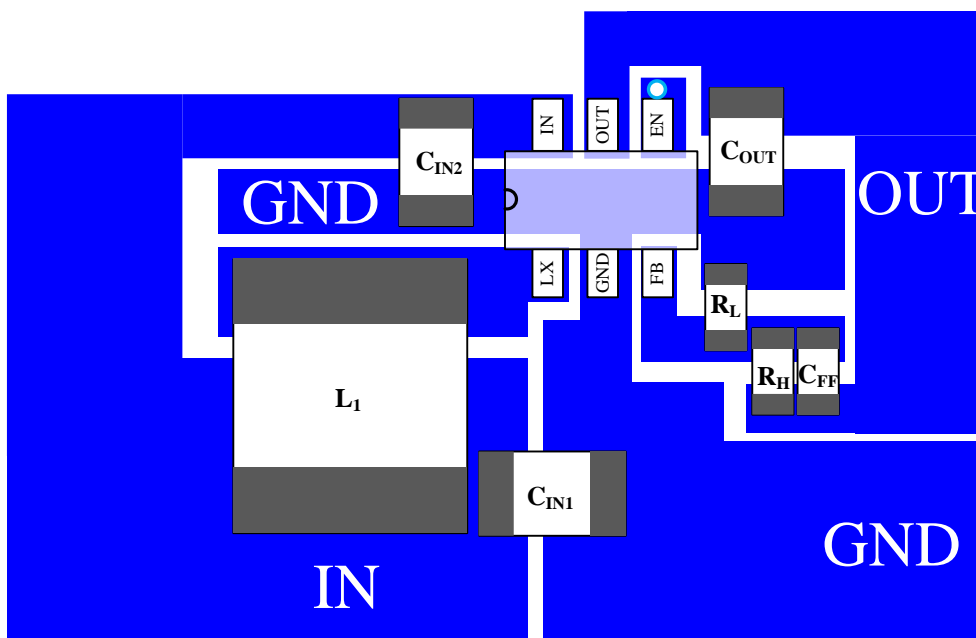 IN
OUT
EN
CIN2
COUT
GND
OUT
LX
GND
FB
RL
RH
CFF
L1
CIN1
GND
IN